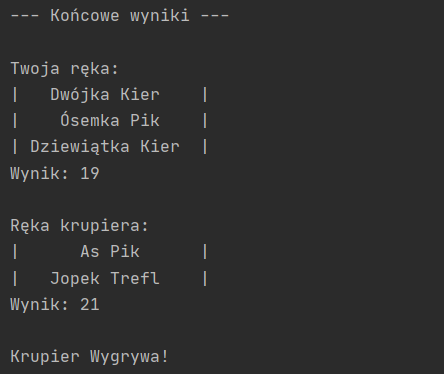 --- Końcowe wyniki ---
Twoja ręka:
|   Dwójka Kier    |
|    Ósemka Pik    |
| Dziewiątka Kier  |
Wynik: 19
Ręka krupiera:
|      As Pik      |
|   Jopek Trefl    |
Wynik: 21
Krupier Wygrywa!